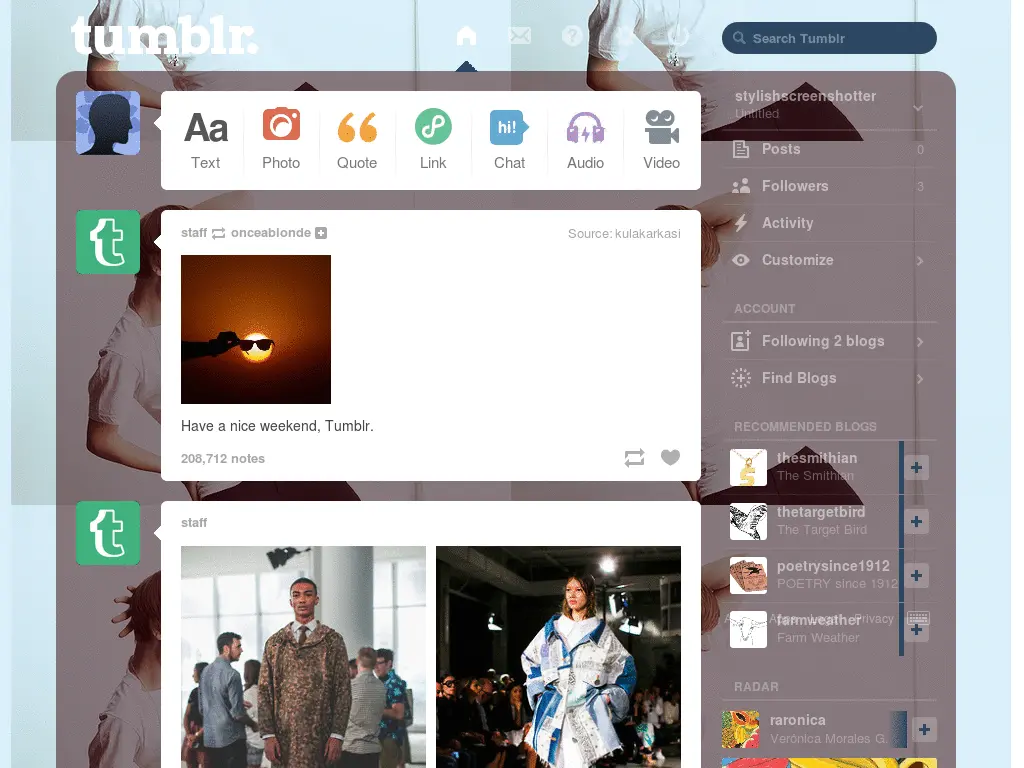 tumblr.
?
Search Tumblr
stylishscreenshotter
Untitled
Aa
hi!
Text
Photo
Quote
Link
Chat
Audio
Video
Posts
0
Followers
3
Activity
Customize
staff onceablonde
Source: kulakarkasi
Have a nice weekend, Tumblr.
208,712 notes
ACCOUNT
Following 2 blogs
Find Blogs
RECOMMENDED BLOGS
thesmithian
The Smithian
thetargetbird
The Target Bird
poetrysince1912
POETRY since 1912
farmweather
Privacy
Farm Weather
t
t
staff
RADAR
raronica
Verónica Morales G.